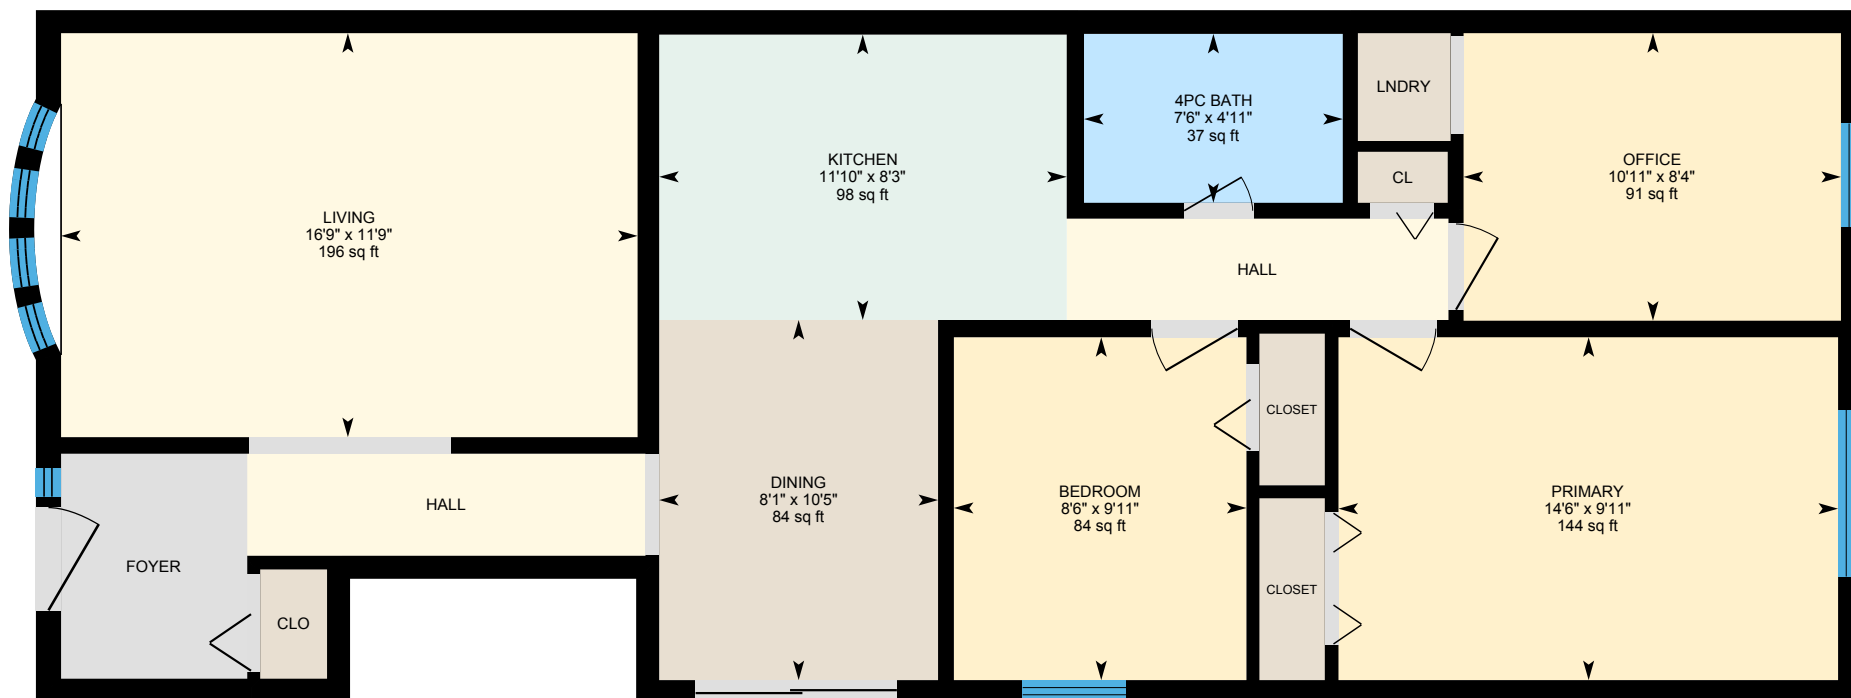 LIVING
16'9" x 11'9"
196 sq ft
KITCHEN
11'10" x 8'3"
98 sq ft
4PC BATH
7'6" x 4'11"
37 sq ft
LNDRY
CL
OFFICE
10'11" x 8'4"
91 sq ft
HALL
FOYER
HALL
CLO
DINING
8'1" x 10'5"
84 sq ft
BEDROOM
8'6" x 9'11"
84 sq ft
CLOSET
CLOSET
PRIMARY
14'6" x 9'11"
144 sq ft